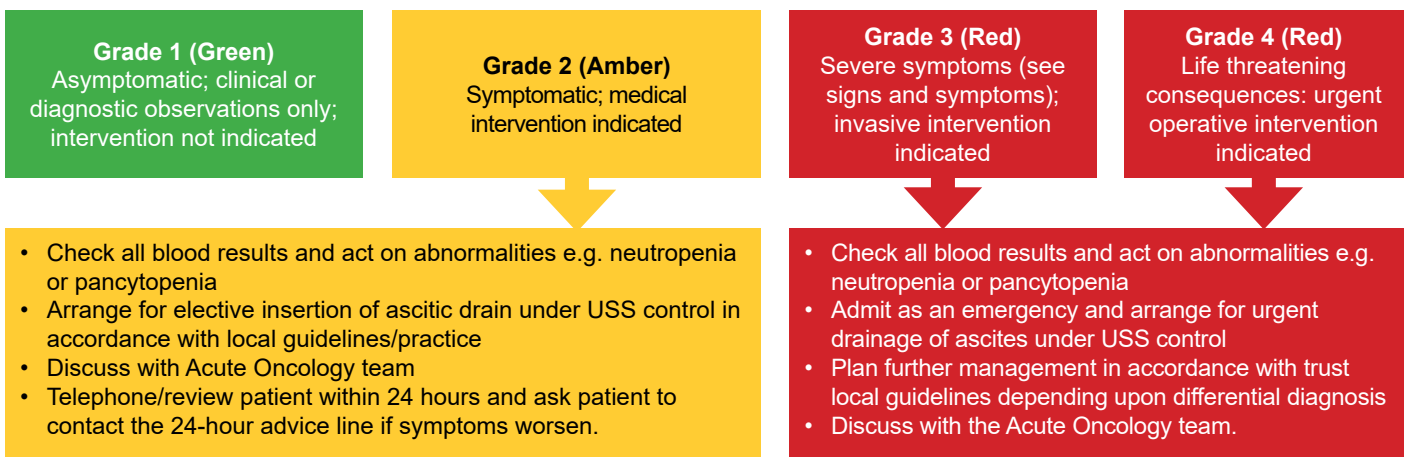 Grade 1 (Green)
Asymptomatic; clinical or
diagnostic observations only;
intervention not indicated
Grade 2 (Amber)
Symptomatic; medical
intervention indicated
Grade 3 (Red)
Severe symptoms (see
signs and symptoms);
invasive intervention
indicated
Grade 4 (Red)
Life threatening
consequences: urgent
operative intervention
indicated
• Check all blood results and act on abnormalities e.g. neutropenia
or pancytopenia
• Arrange for elective insertion of ascitic drain under USS control in
accordance with local guidelines/practice
• Discuss with Acute Oncology team
• Telephone/review patient within 24 hours and ask patient to
contact the 24-hour advice line if symptoms worsen.
• Check all blood results and act on abnormalities e.g.
neutropenia or pancytopenia
• Admit as an emergency and arrange for urgent
drainage of ascites under USS control
• Plan further management in accordance with trust
local guidelines depending upon differential diagnosis
• Discuss with the Acute Oncology team.